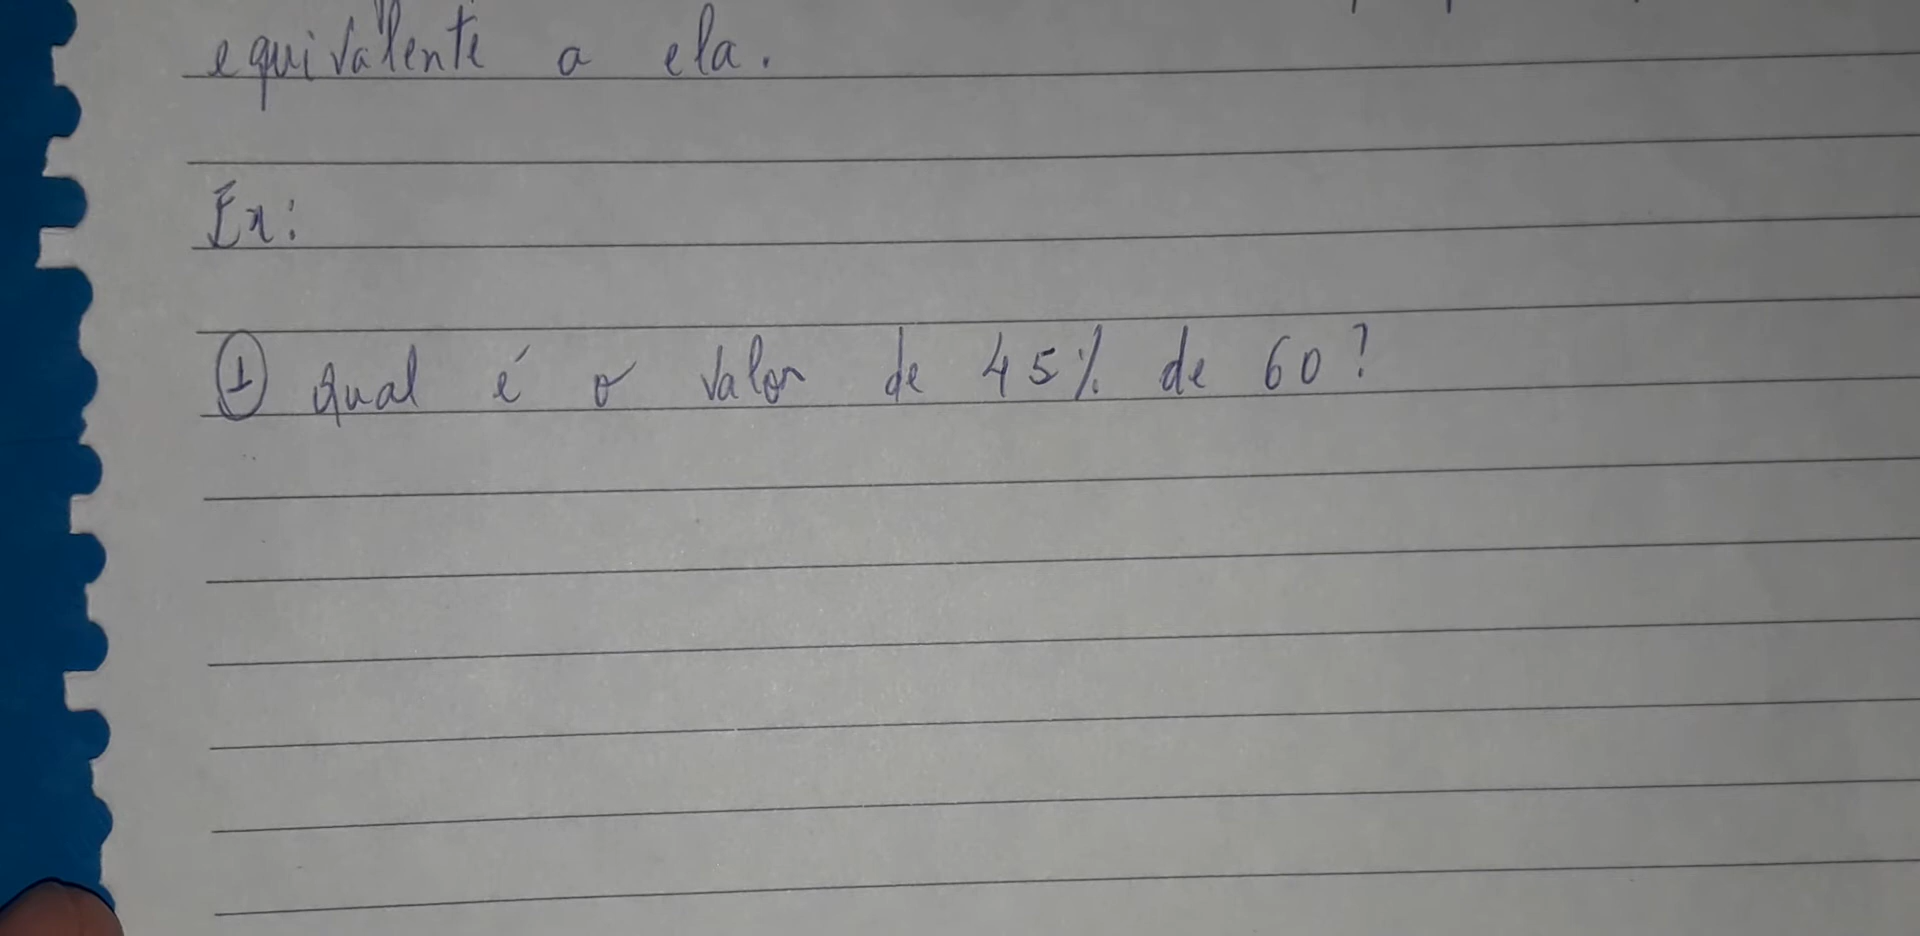 equivalente a ela.
Ex:
① Qual é o valor de 45% de 60?